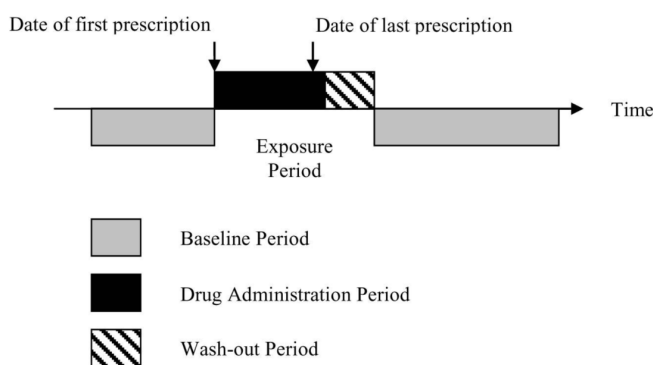 Date of first prescription
Date of last prescription
Time
Exposure
Period
Baseline Period
Drug Administration Period
Wash-out Period